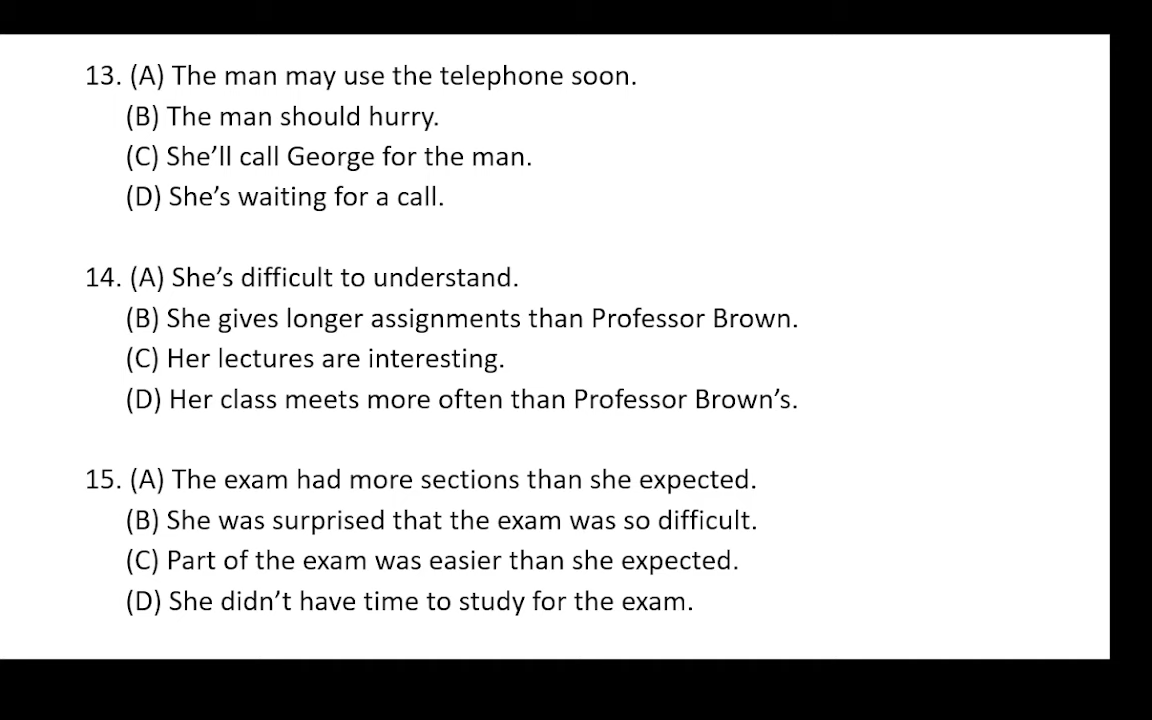 13. (A) The man may use the telephone soon.
(B) The man should hurry.
(C) She’ll call George for the man.
(D) She’s waiting for a call.
14. (A) She’s difficult to understand.
(B) She gives longer assignments than Professor Brown.
(C) Her lectures are interesting.
(D) Her class meets more often than Professor Brown’s.
15. (A) The exam had more sections than she expected.
(B) She was surprised that the exam was so difficult.
(C) Part of the exam was easier than she expected.
(D) She didn’t have time to study for the exam.